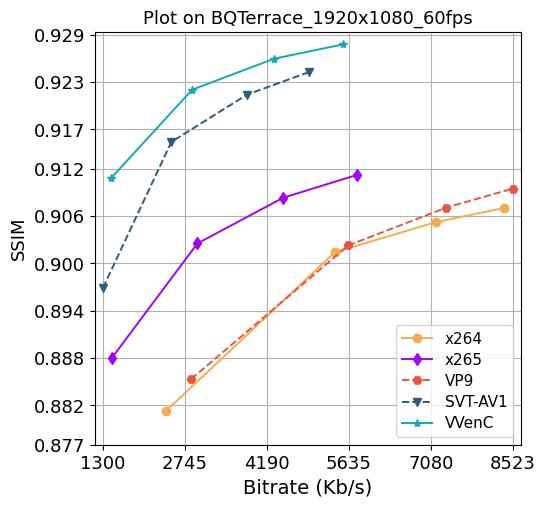 Plot on BQTerrace_1920x1080_60fps
0.929
0.923
0.917
0.912
0.906
0.900
0.894
0.888
0.882
0.877
SSIM
x264
x265
VP9
SVT-AV1
VVenC
1300 2745 4190 5635 7080 8523
Bitrate (Kb/s)